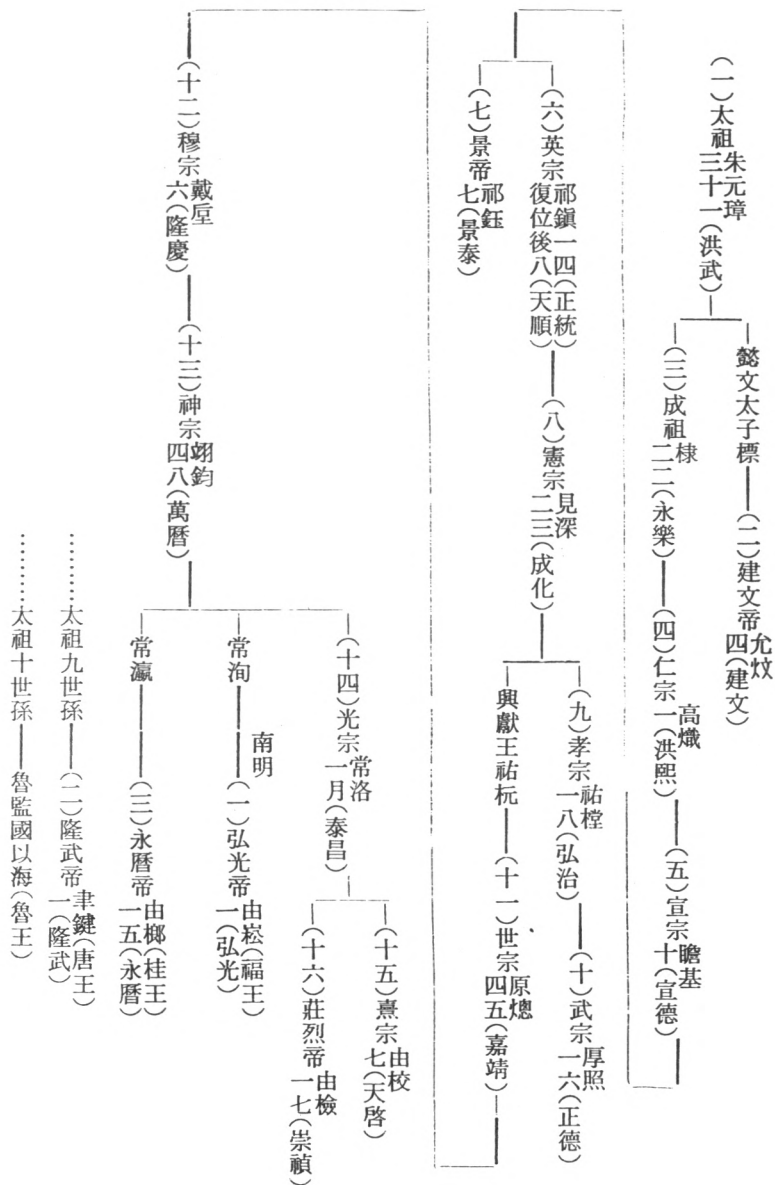 (一)太祖朱元璋
三十一(洪武)
懿文太子標
(二)建文帝允炆
四(建文)
(三)成祖棣
二二(永樂)
(四)仁宗高熾
一(洪熙)
(五)宣宗瞻基
十(宣德)
(六)英宗祁鎮一四(正統)
復位後八(天順)
(七)景帝祁鈺
七(景泰)
(八)憲宗見深
二三(成化)
(九)孝宗祐樘
一八(弘治)
(十)武宗厚照
一六(正德)
興獻王祐杬
(十一)世宗原熜
四五(嘉靖)
(十二)穆宗戴垕
六(隆慶)
(十三)神宗翊鈞
四八(萬曆)
(十四)光宗常洛
一月(泰昌)
(十五)熹宗由校
七(天啓)
(十六)莊烈帝由檢
一七(崇禎)
常洵
南明
(一)弘光帝由崧(福王)
一(弘光)
常瀛
(三)永曆帝由榔(桂王)
一五(永曆)
…………太祖九世孫
(二)隆武帝聿鍵(唐王)
一(隆武)
…………太祖十世孫
魯監國以海(魯王)